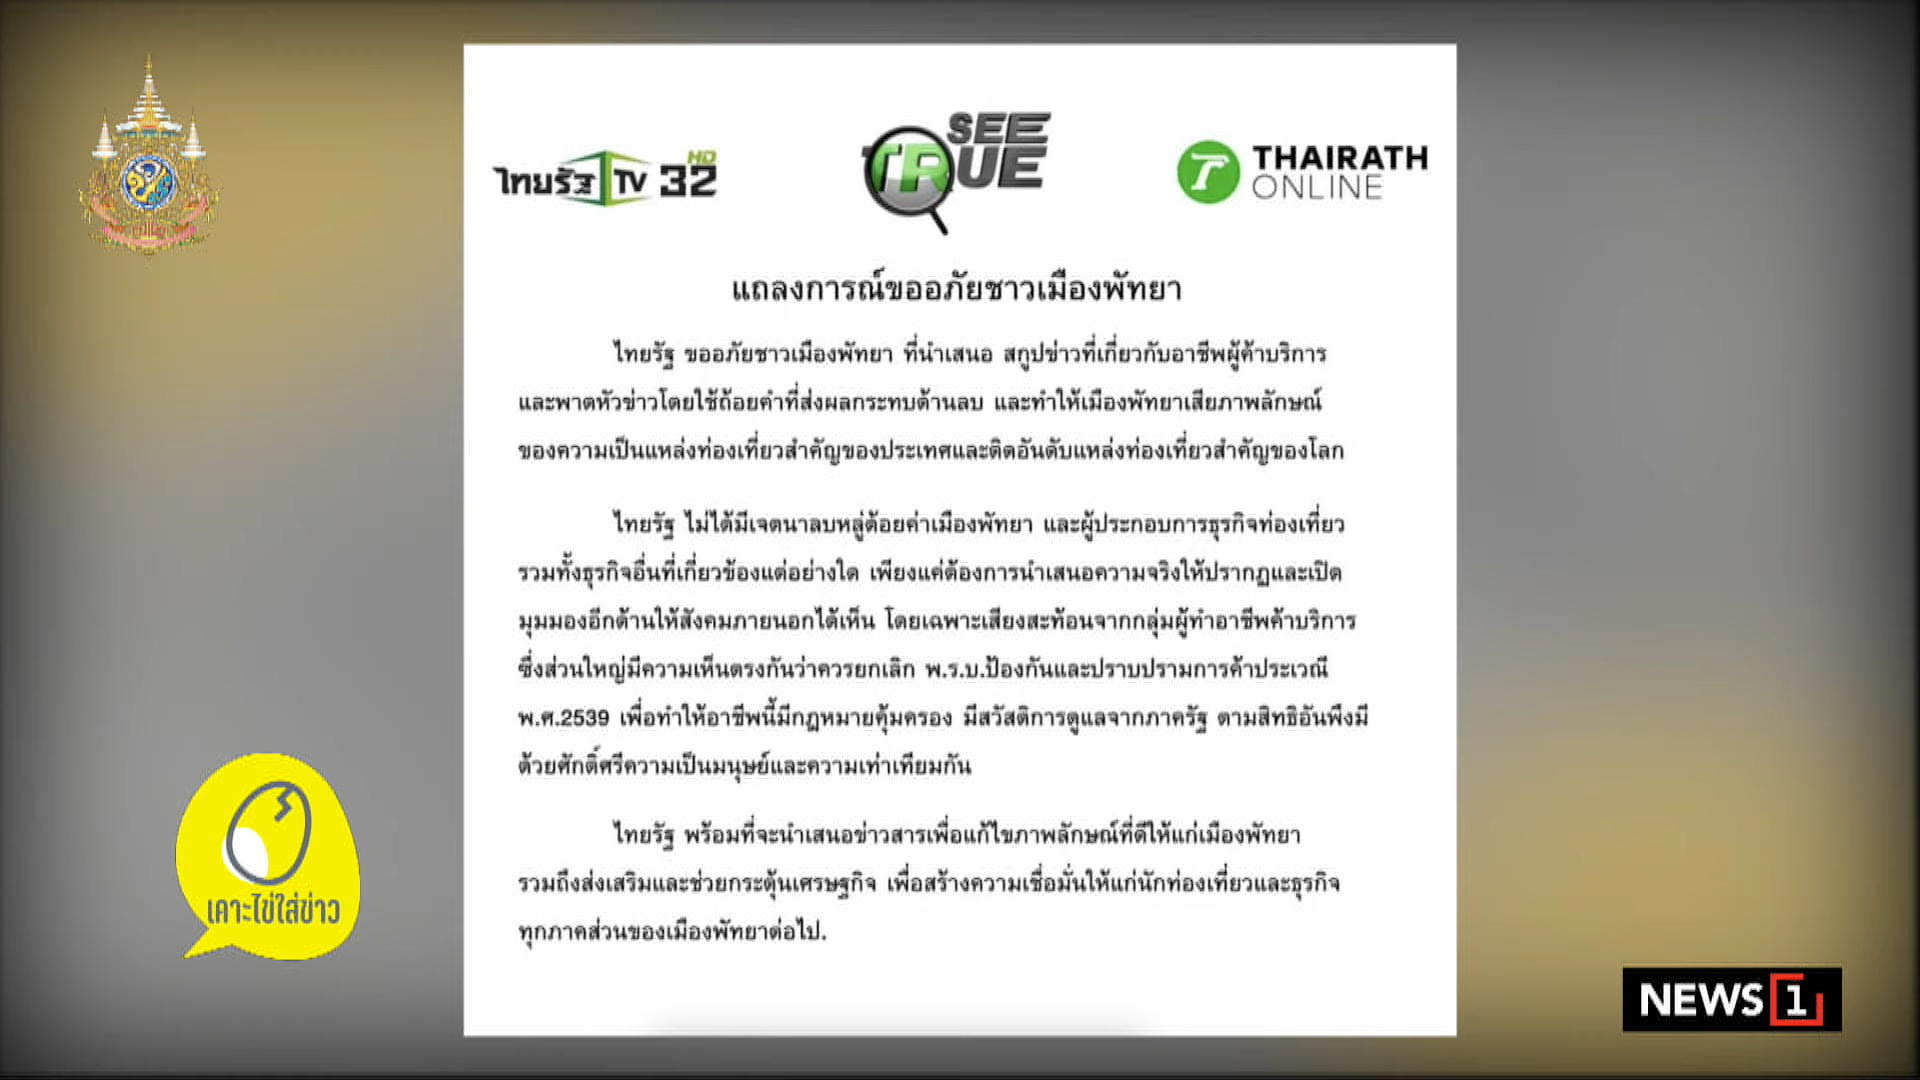 ไทยรัฐ TV 32 HD
SEE TRUE
THAIRATH
ONLINE
แถลงการณ์ขออภัยชาวเมืองพัทยา
ไทยรัฐ ขออภัยชาวเมืองพัทยา ที่นำเสนอ สกูปข่าวที่เกี่ยวกับอาชีพผู้ค้าบริการ
และพาดหัวข่าวโดยใช้ถ้อยคำที่ส่งผลกระทบด้านลบ และทำให้เมืองพัทยาเสียภาพลักษณ์
ของความเป็นแหล่งท่องเที่ยวสำคัญของประเทศและติดอันดับแหล่งท่องเที่ยวสำคัญของโลก
ไทยรัฐ ไม่ได้มีเจตนาลบหลู่ด้อยค่าเมืองพัทยา และผู้ประกอบการธุรกิจท่องเที่ยว
รวมทั้งธุรกิจอื่นที่เกี่ยวข้องแต่อย่างใด เพียงแค่ต้องการนำเสนอความจริงให้ปรากฏและเปิด
มุมมองอีกด้านให้สังคมภายนอกได้เห็น โดยเฉพาะเสียงสะท้อนจากกลุ่มผู้ทำอาชีพค้าบริการ
ซึ่งส่วนใหญ่มีความเห็นตรงกันว่าควรยกเลิก พ.ร.บ.ป้องกันและปราบปรามการค้าประเวณี
พ.ศ.2539 เพื่อทำให้อาชีพนี้มีกฎหมายคุ้มครอง มีสวัสดิการดูแลจากภาครัฐ ตามสิทธิอันพึงมี
ด้วยศักดิ์ศรีความเป็นมนุษย์และความเท่าเทียมกัน
ไทยรัฐ พร้อมที่จะนำเสนอข่าวสารเพื่อแก้ไขภาพลักษณ์ที่ดีให้แก่เมืองพัทยา
รวมถึงส่งเสริมและช่วยกระตุ้นเศรษฐกิจ เพื่อสร้างความเชื่อมั่นให้แก่นักท่องเที่ยวและธุรกิจ
ทุกภาคส่วนของเมืองพัทยาต่อไป.
เคาะไข่ใส่ข่าว
NEWS 1